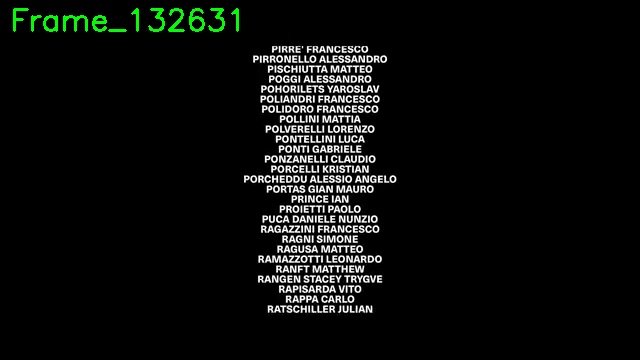 Frame_132631
PIRRE' FRANCESCO
PIRRONELLO ALESSANDRO
PISCHIUTTA MATTEO
POGGI ALESSANDRO
POHORILETS YAROSLAV
POLIANDRI FRANCESCO
POLIDORO FRANCESCO
POLLINI MATTIA
POLVERELLI LORENZO
PONTELLINI LUCA
PONTI GABRIELE
PONZANELLI CLAUDIO
PORCELLI KRISTIAN
PORCHEDDU ALESSIO ANGELO
PORTAS GIAN MAURO
PRINCE IAN
PROIETTI PAOLO
PUCA DANIELE NUNZIO
RAGAZZINI FRANCESCO
RAGNI SIMONE
RAGUSA MATTEO
RAMAZZOTTI LEONARDO
RANFT MATTHEW
RANGEN STACEY TRYGVE
RAPISARDA VITO
RAPPA CARLO
RATSCHILLER JULIAN